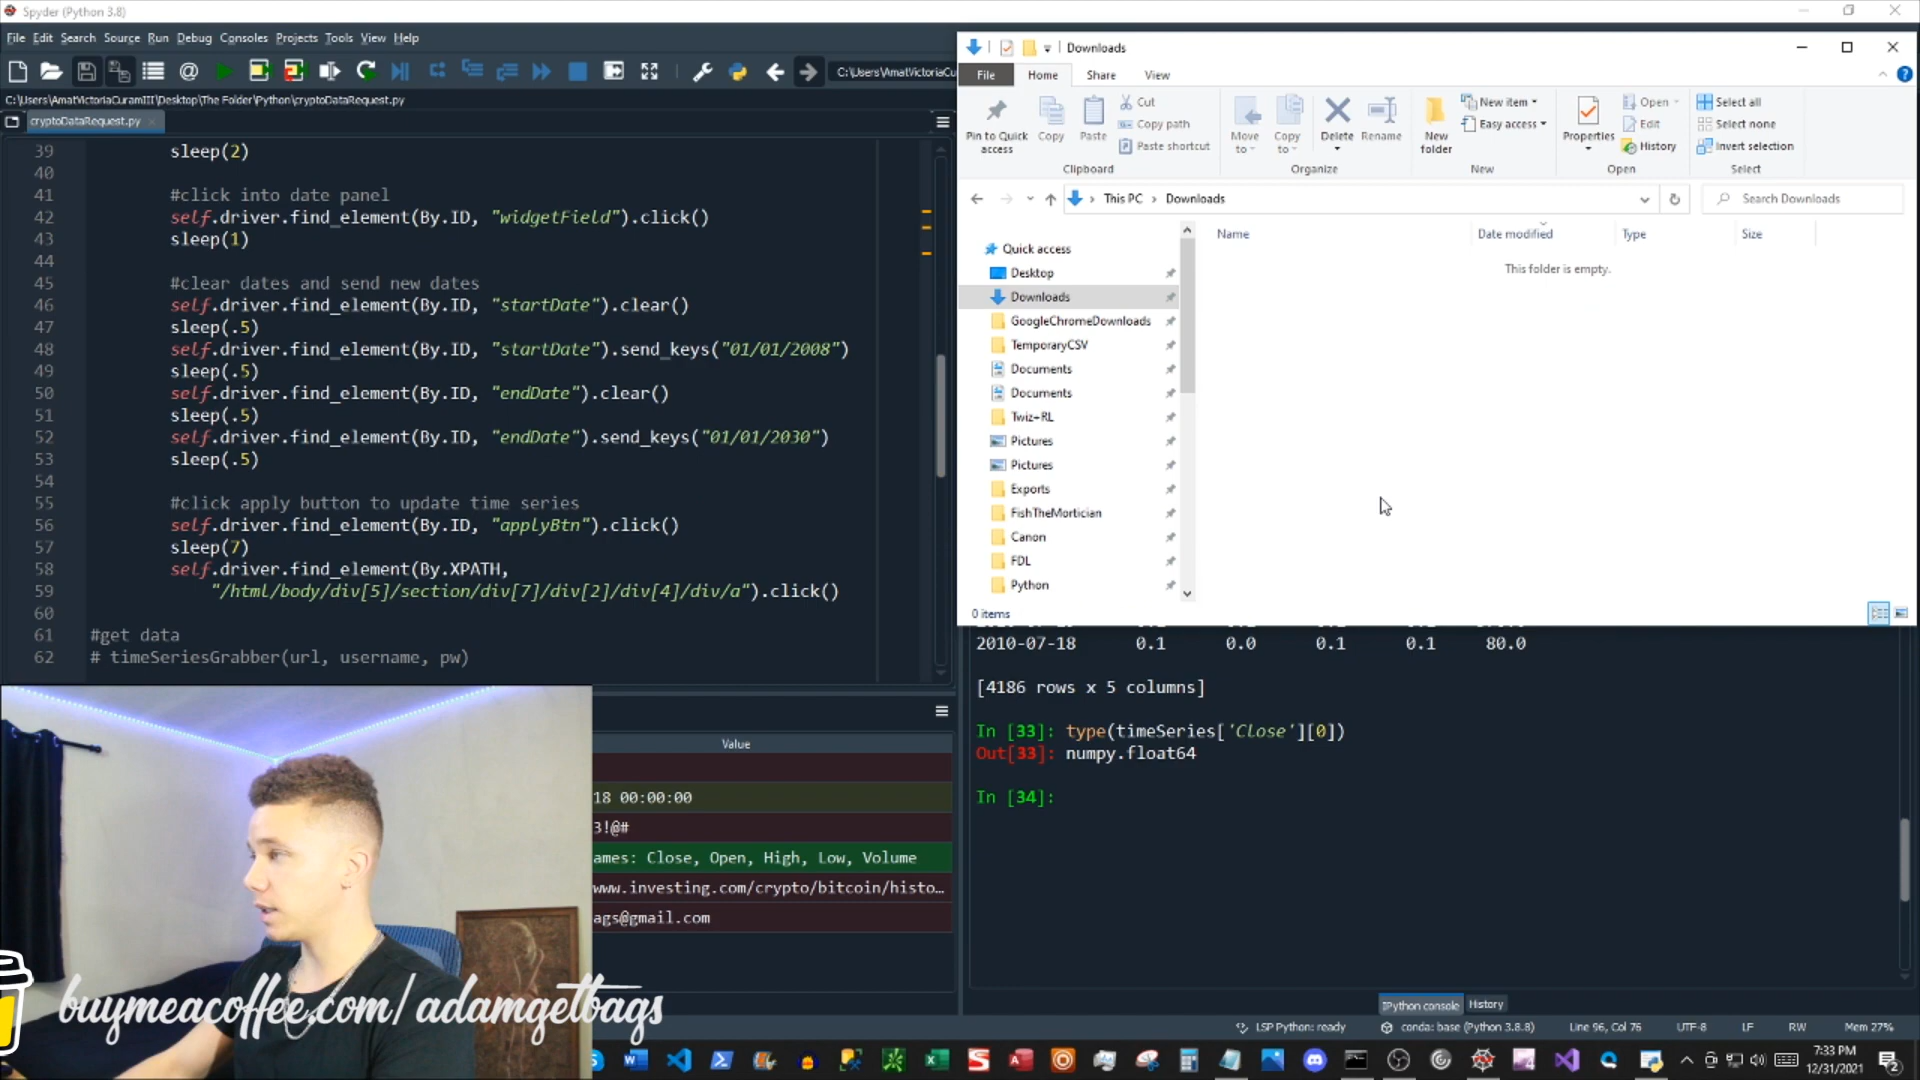 Spyder (Python 3.8)
File Edit Search Source Run Debug Consoles Projects Tools View Help
C:\Users\AmatVictoriaCu
C:\Users\AmatVictoriaCuramIII\Desktop\The Folder\Python\cryptoDataRequest.py
cryptoDataRequest.py
39 sleep(2)
40
41 #click into date panel
42 self.driver.find_element(By.ID, "widgetField").click()
43 sleep(1)
44
45 #clear dates and send new dates
46 self.driver.find_element(By.ID, "startDate").clear()
47 sleep(.5)
48 self.driver.find_element(By.ID, "startDate").send_keys("01/01/2008")
49 sleep(.5)
50 self.driver.find_element(By.ID, "endDate").clear()
51 sleep(.5)
52 self.driver.find_element(By.ID, "endDate").send_keys("01/01/2030")
53 sleep(.5)
54
55 #click apply button to update time series
56 self.driver.find_element(By.ID, "applyBtn").click()
57 sleep(7)
58 self.driver.find_element(By.XPATH,
59 "/html/body/div[5]/section/div[7]/div[2]/div[4]/div/a").click()
60
61 #get data
62 # timeSeriesGrabber(url, username, pw)
Downloads
File Home Share View
Pin to Quick access
Copy
Paste
Cut
Copy path
Paste shortcut
Move to
Copy to
Delete
Rename
New folder
New item
Easy access
Properties
Open
Edit
History
Select all
Select none
Invert selection
Clipboard Organize New Open Select
This PC > Downloads
Search Downloads
Name Date modified Type Size
This folder is empty.
Quick access
Desktop
Downloads
GoogleChromeDownloads
TemporaryCSV
Documents
Documents
Twiz+RL
Pictures
Pictures
Exports
FishTheMortician
Canon
FDL
Python
0 items
2010-07-18 0.1 0.0 0.1 0.1 80.0
[4186 rows x 5 columns]
In [33]: type(timeSeries['Close'][0])
Out[33]: numpy.float64
In [34]:
Value
18 00:00:00
3!@#
ames: Close, Open, High, Low, Volume
www.investing.com/crypto/bitcoin/histo...
ags@gmail.com
buymeacoffee.com/adamgetbags
IPython console History
LSP Python: ready conda: base (Python 3.8.8) Line 96, Col 76 UTF-8 LF RW Mem 27%
7:33 PM
12/31/2021
2